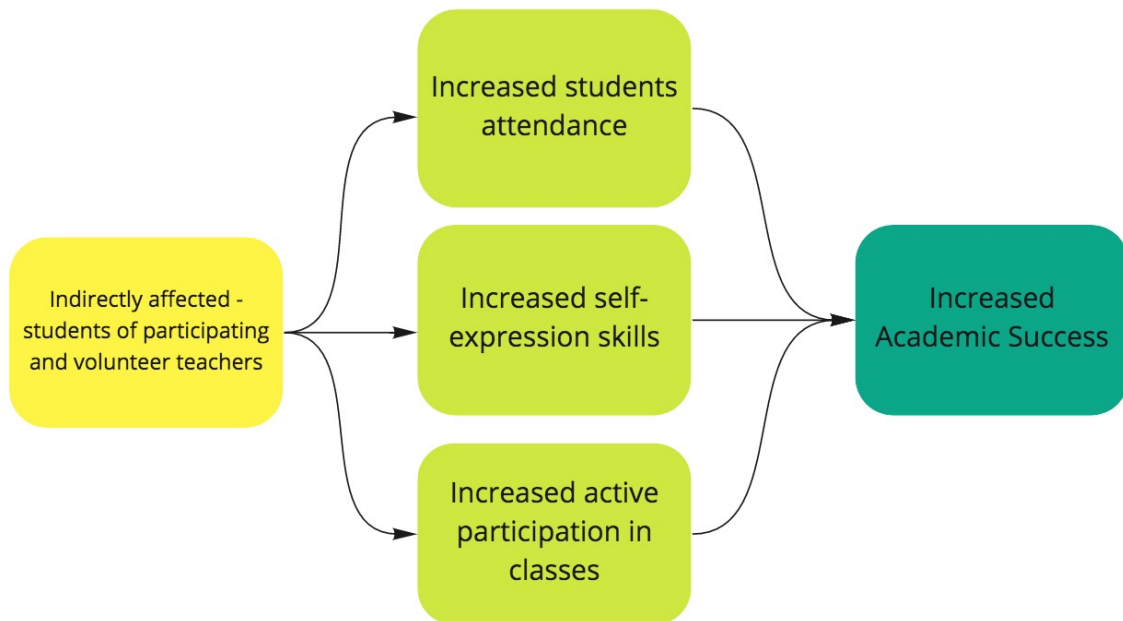 Increased students
attendance
Indirectly affected -
students of participating
and volunteer teachers
Increased self-
expression skills
Increased
Academic Success
Increased active
participation in
classes